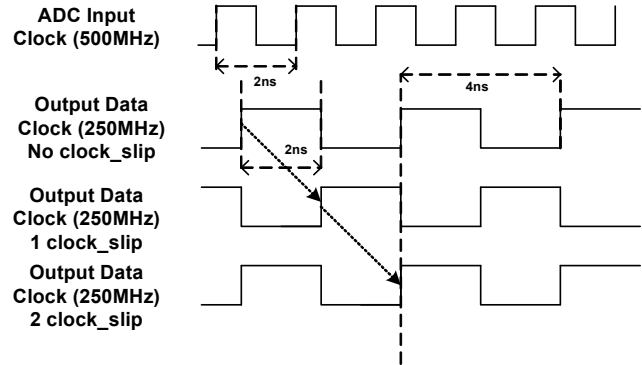 ADC Input
Clock (500MHz)
2ns
4ns
Output Data
Clock (250MHz)
No clock_slip
2ns
Output Data
Clock (250MHz)
1 clock_slip
Output Data
Clock (250MHz)
2 clock_slip